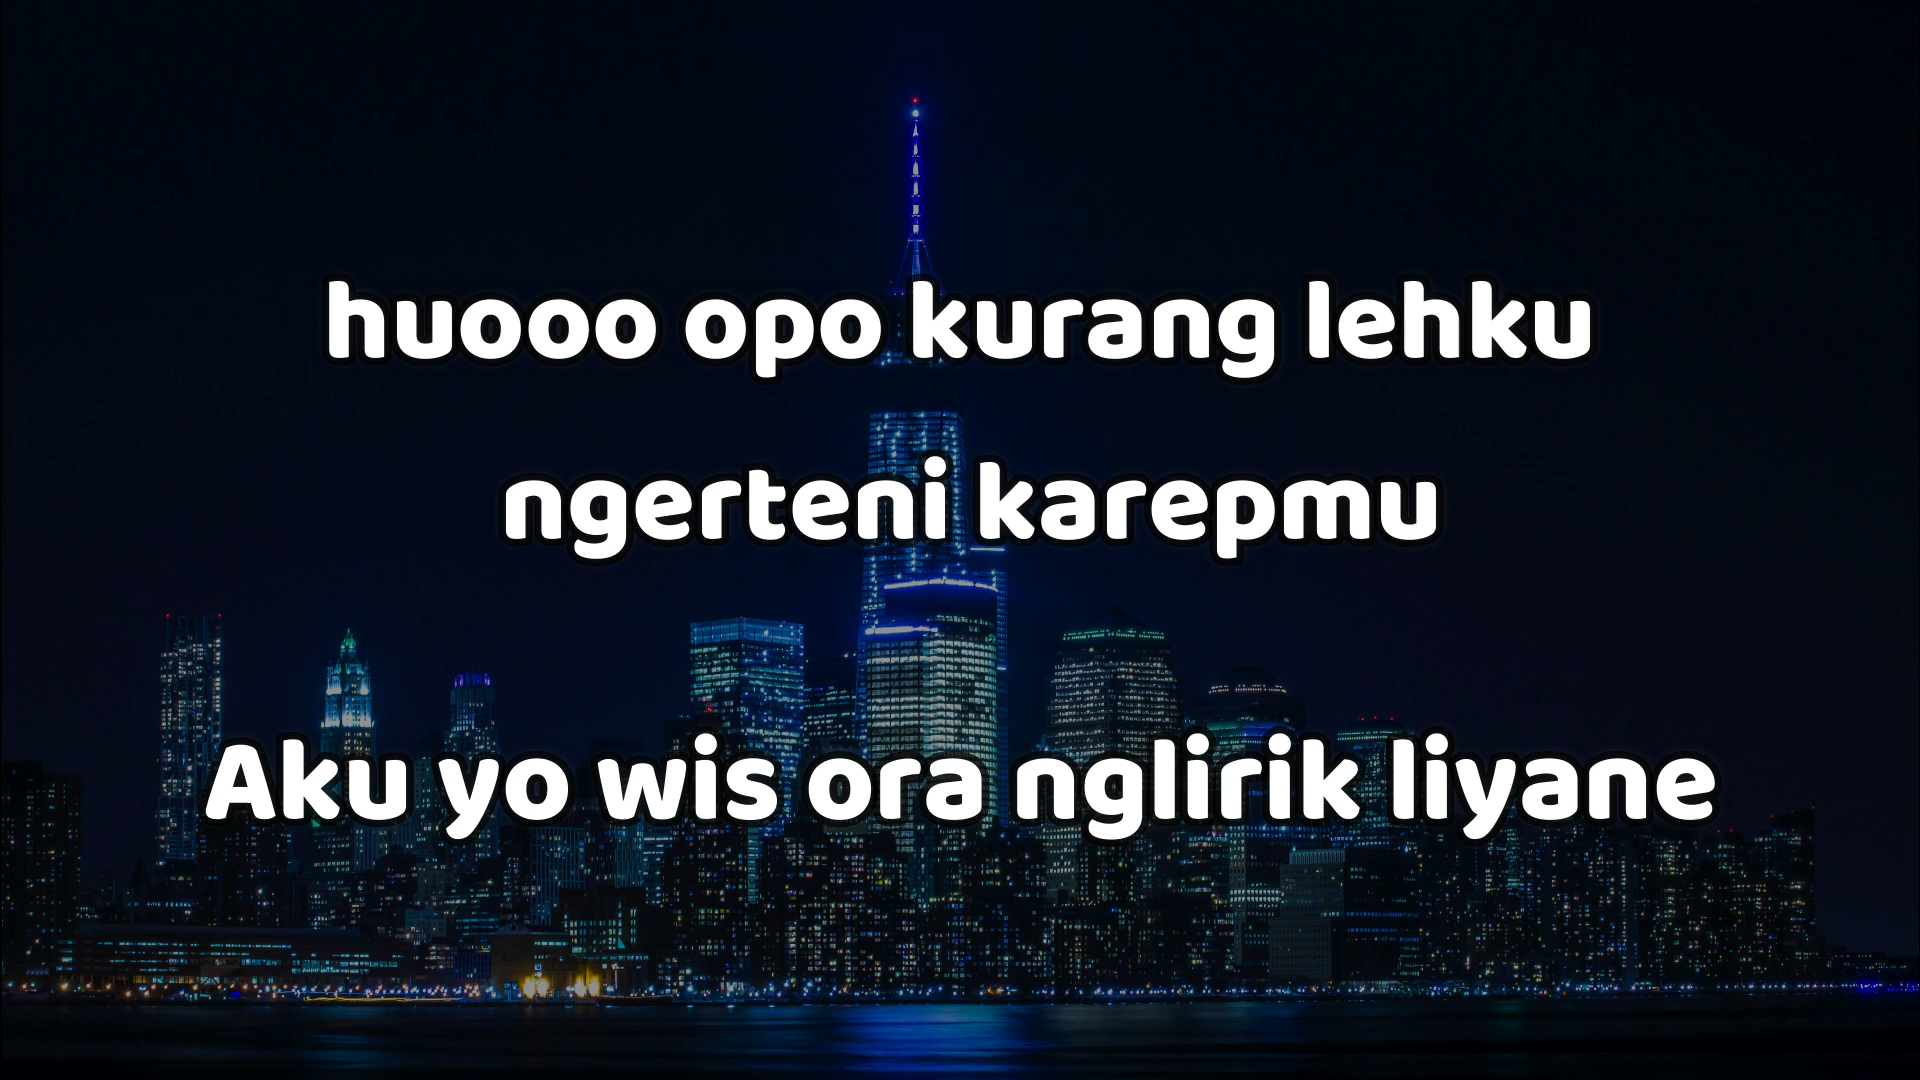 huooo opo kurang lehku
ngerteni karepmu
Aku yo wis ora nglirik liyane